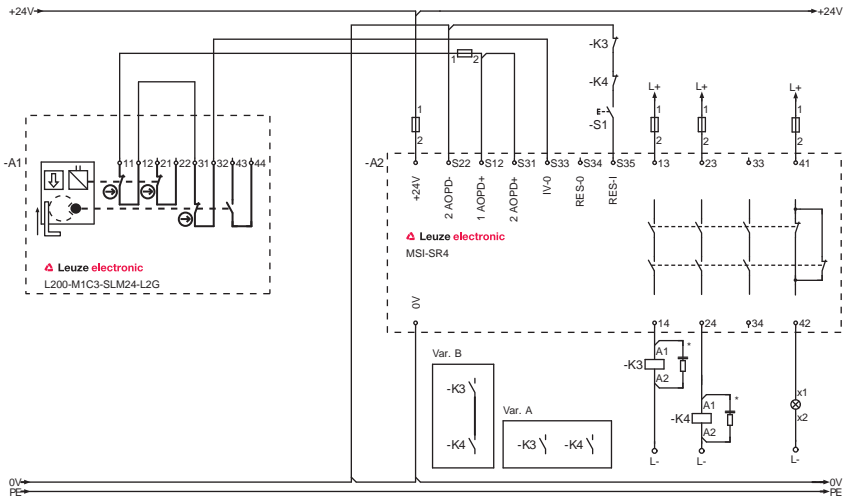 +24V
+24V
-K3
1
2
-K4
L+
L+
L+
1
2
1
2
1
2
1
2
E
-S1
-A1
11
12
21
22
31
32
43
44
-A2
S22
S12
S31
S33
S34
S35
13
23
33
41
+24V
2 AOPD-
1 AOPD+
2 AOPD+
IV-0
RES-0
RES-I
Leuze electronic
MSI-SR4
Leuze electronic
L200-M1C3-SLM24-L2G
0V
14
24
34
42
Var. B
-K3
-K4
Var. A
-K3
-K4
-K3
A1
A2
*
-K4
A1
A2
*
x1
x2
L-
L-
L-
0V
0V
PE
PE